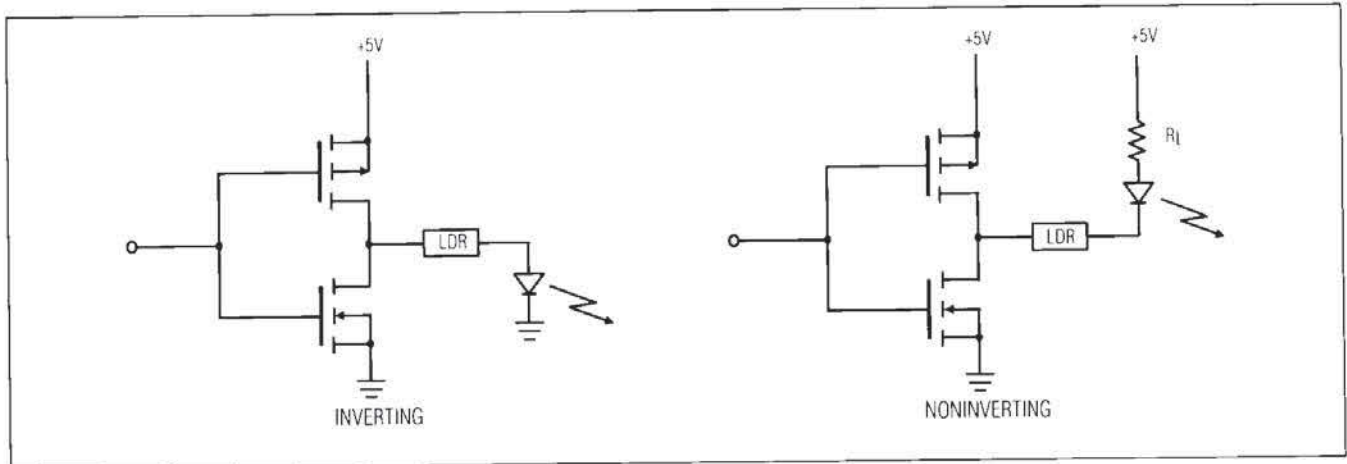 +5V
LDR
INVERTING
+5V
+5V
RL
LDR
NONINVERTING